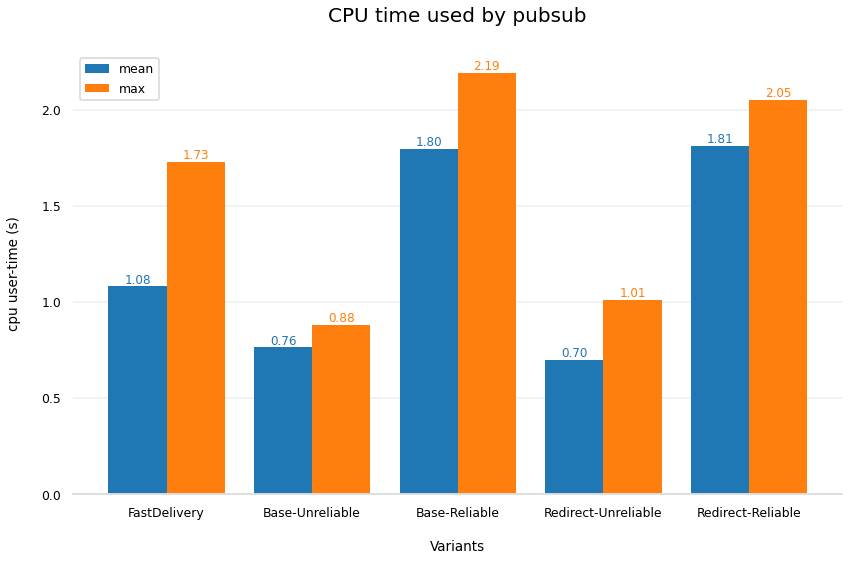 CPU time used by pubsub
mean
max
cpu user-time (s)
2.0
1.5
1.0
0.5
0.0
1.08
1.73
0.76
0.88
1.80
2.19
0.70
1.01
1.81
2.05
FastDelivery
Base-Unreliable
Base-Reliable
Redirect-Unreliable
Redirect-Reliable
Variants